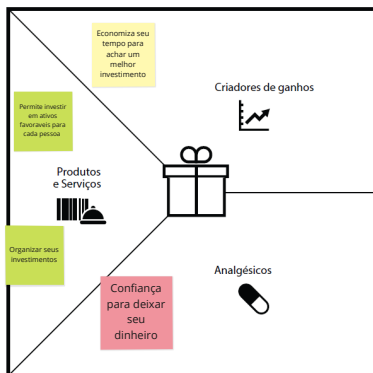 Economiza seu
tempo para
achar um
melhor
investimento
Criadores de ganhos
Permite investir
em ativos
favoraveis para
cada pessoa
Produtos
e Serviços
Organizar seus
investimentos
Confiança
para deixar
seu
dinheiro
Analgésicos